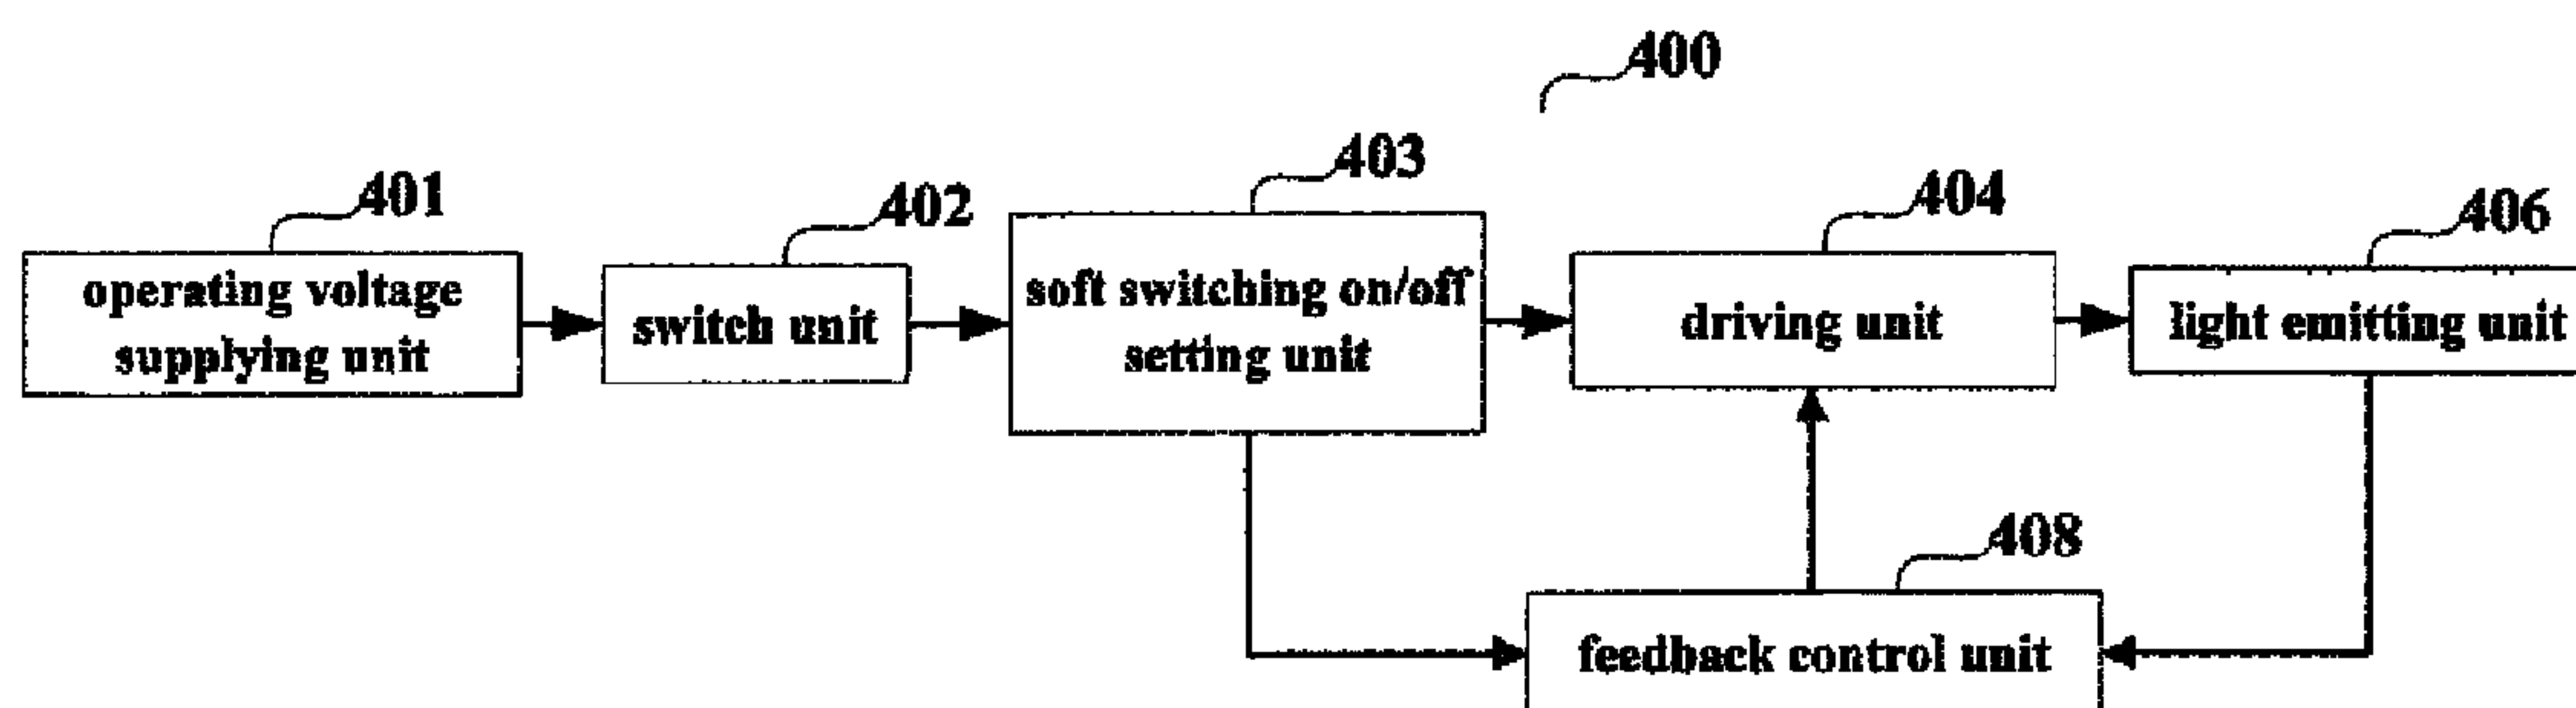 400
401
402
403
404
406
operating voltage
supplying unit
switch unit
soft switching on/off
setting unit
driving unit
light emitting unit
408
feedback control unit